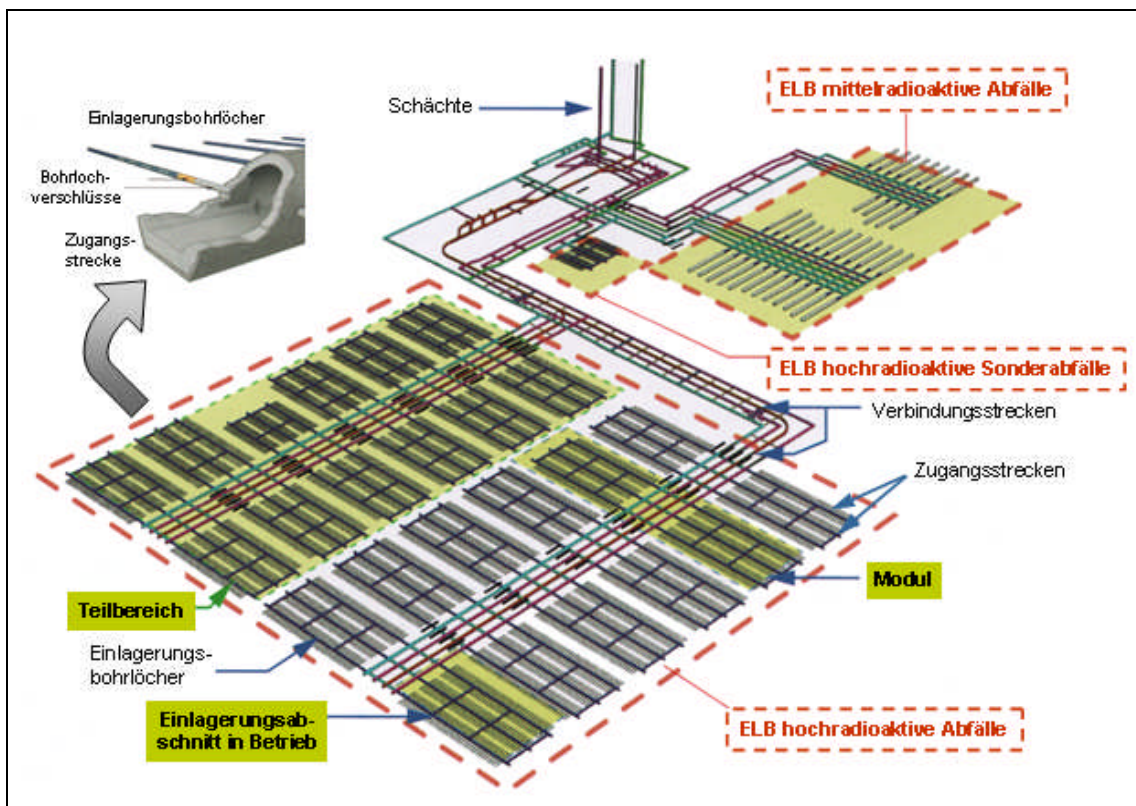 ELB mittelradioaktive Abfälle
Schächte
Einlagerungsbohrlöcher
Bohrloch-
verschlüsse
Zugangs-
strecke
ELB hochradioaktive Sonderabfälle
Verbindungsstrecken
Zugangsstrecken
Modul
Teilbereich
Einlagerungs-
bohrlöcher
Einlagerungsab-
schnitt in Betrieb
ELB hochradioaktive Abfälle